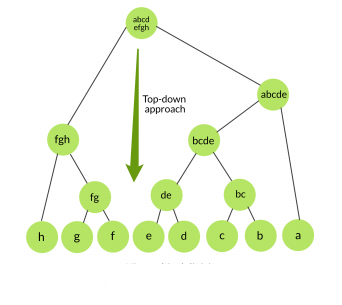 abcd
efgh
Top-down
approach
abcde
fgh
bcde
fg
de
bc
h
g
f
e
d
c
b
a